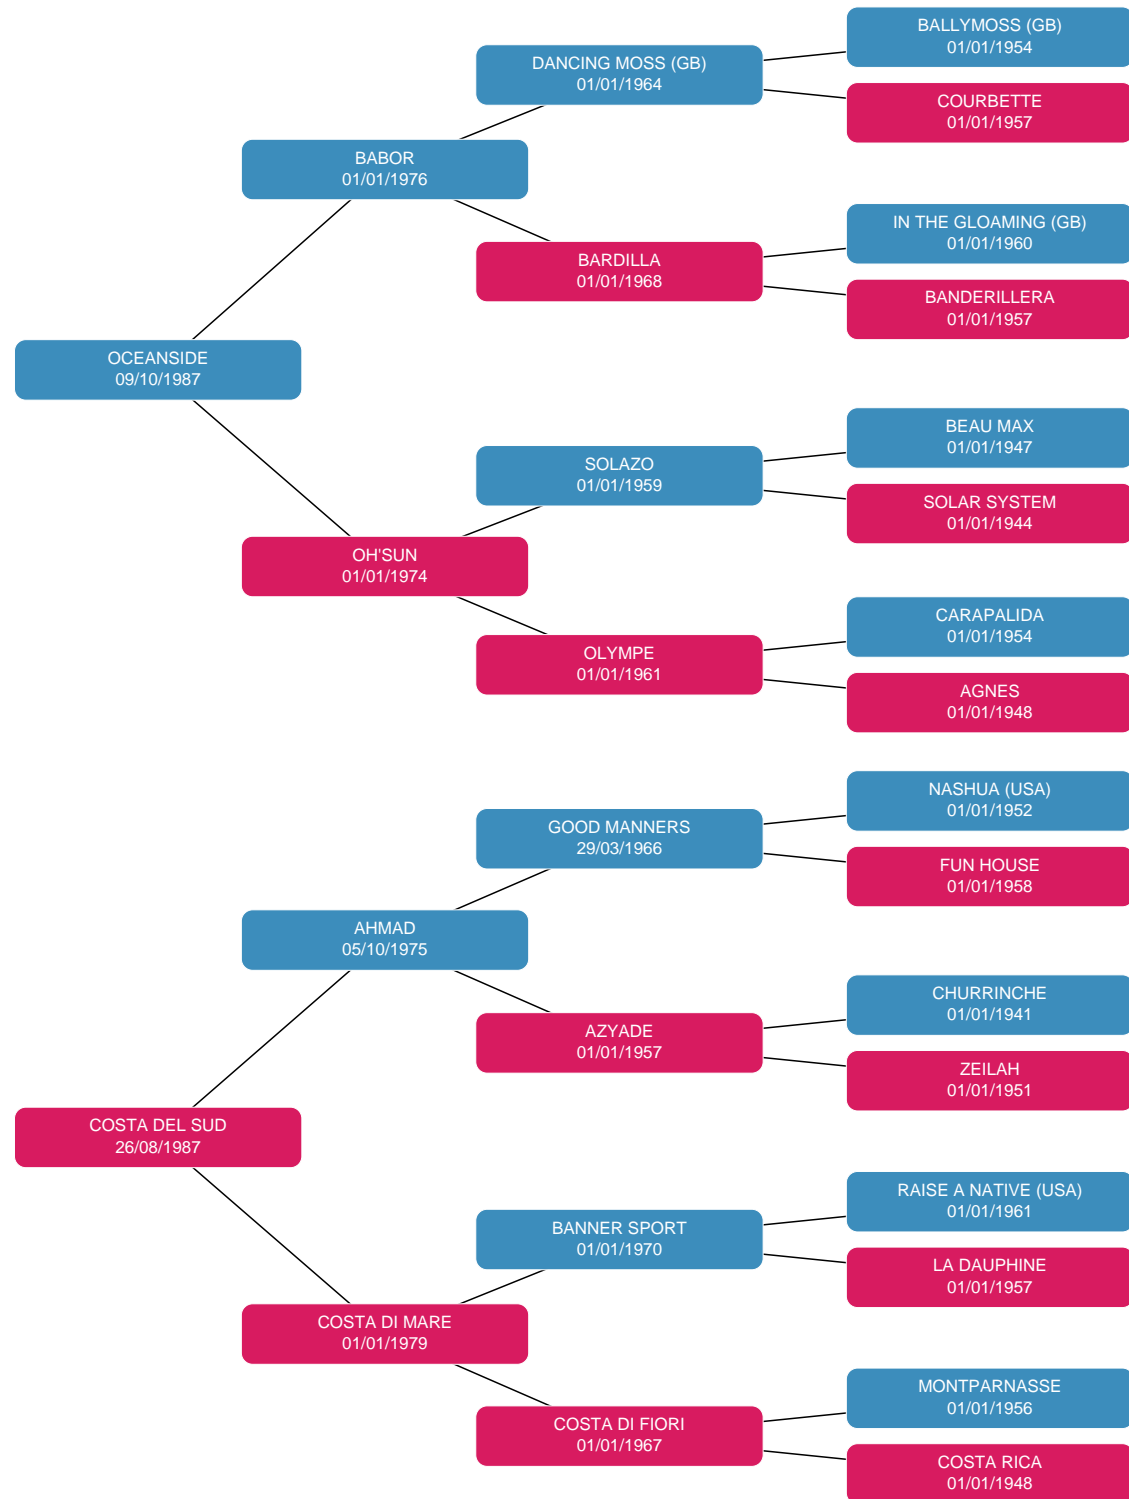 BALLYMOSS (GB)
01/01/1954
DANCING MOSS (GB)
01/01/1964
COURBETTE
01/01/1957
BABOR
01/01/1976
IN THE GLOAMING (GB)
01/01/1960
BARDILLA
01/01/1968
BANDERILLERA
01/01/1957
OCEANSIDE
09/10/1987
BEAU MAX
01/01/1947
SOLAZO
01/01/1959
SOLAR SYSTEM
01/01/1944
OH'SUN
01/01/1974
CARAPALIDA
01/01/1954
OLYMPE
01/01/1961
AGNES
01/01/1948
NASHUA (USA)
01/01/1952
GOOD MANNERS
29/03/1966
FUN HOUSE
01/01/1958
AHMAD
05/10/1975
CHURRINCHE
01/01/1941
AZYADE
01/01/1957
ZEILAH
01/01/1951
COSTA DEL SUD
26/08/1987
RAISE A NATIVE (USA)
01/01/1961
BANNER SPORT
01/01/1970
LA DAUPHINE
01/01/1957
COSTA DI MARE
01/01/1979
MONTPARNASSE
01/01/1956
COSTA DI FIORI
01/01/1967
COSTA RICA
01/01/1948